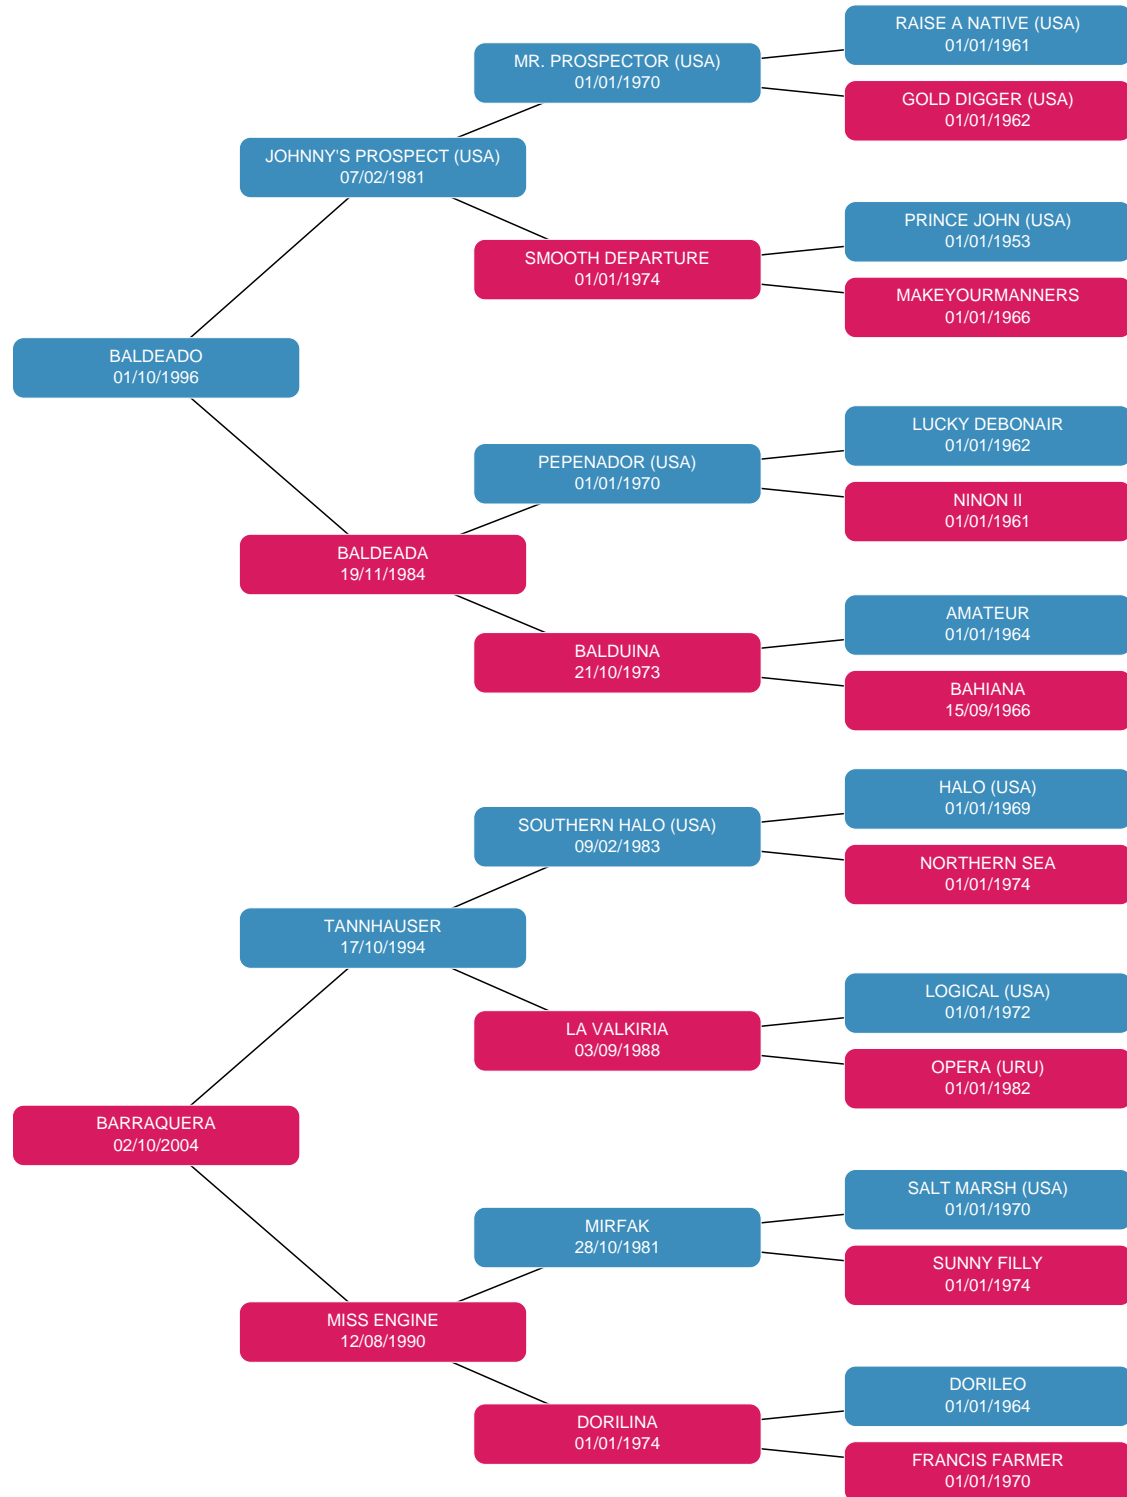 RAISE A NATIVE (USA)
01/01/1961
MR. PROSPECTOR (USA)
01/01/1970
GOLD DIGGER (USA)
01/01/1962
JOHNNY'S PROSPECT (USA)
07/02/1981
PRINCE JOHN (USA)
01/01/1953
SMOOTH DEPARTURE
01/01/1974
MAKEYOURMANNERS
01/01/1966
BALDEADO
01/10/1996
LUCKY DEBONAIR
01/01/1962
PEPENADOR (USA)
01/01/1970
NINON II
01/01/1961
BALDEADA
19/11/1984
AMATEUR
01/01/1964
BALDUINA
21/10/1973
BAHIANA
15/09/1966
HALO (USA)
01/01/1969
SOUTHERN HALO (USA)
09/02/1983
NORTHERN SEA
01/01/1974
TANNHAUSER
17/10/1994
LOGICAL (USA)
01/01/1972
LA VALKIRIA
03/09/1988
OPERA (URU)
01/01/1982
BARRAQUERA
02/10/2004
SALT MARSH (USA)
01/01/1970
MIRFAK
28/10/1981
SUNNY FILLY
01/01/1974
MISS ENGINE
12/08/1990
DORILEO
01/01/1964
DORILINA
01/01/1974
FRANCIS FARMER
01/01/1970